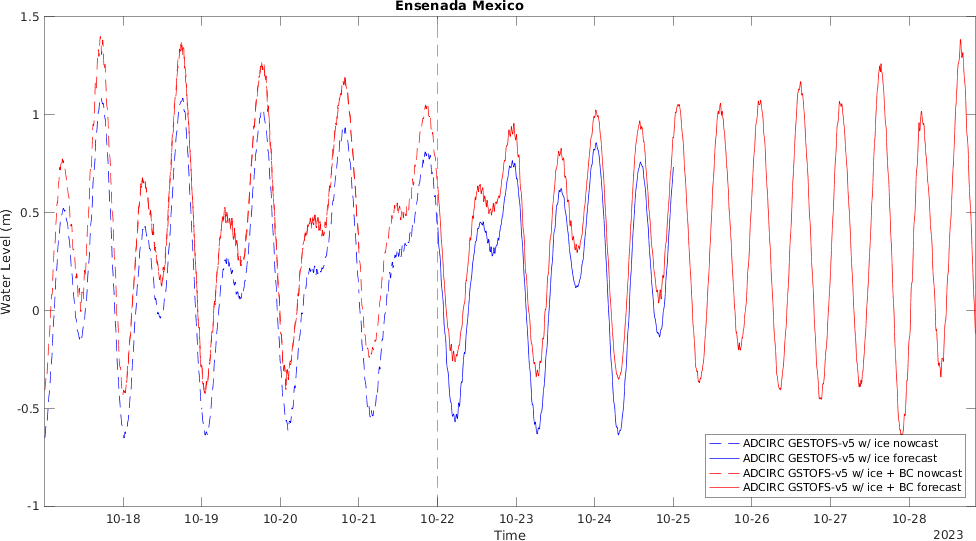 Ensenada Mexico
1.5
1
0.5
0
-0.5
-1
Water Level (m)
10-18 10-19 10-20 10-21 10-22 10-23 10-24 10-25 10-26 10-27 10-28
Time
2023
ADCIRC GESTOFS-v5 w/ ice nowcast
ADCIRC GESTOFS-v5 w/ ice forecast
ADCIRC GSTOFS-v5 w/ ice + BC nowcast
ADCIRC GSTOFS-v5 w/ ice + BC forecast